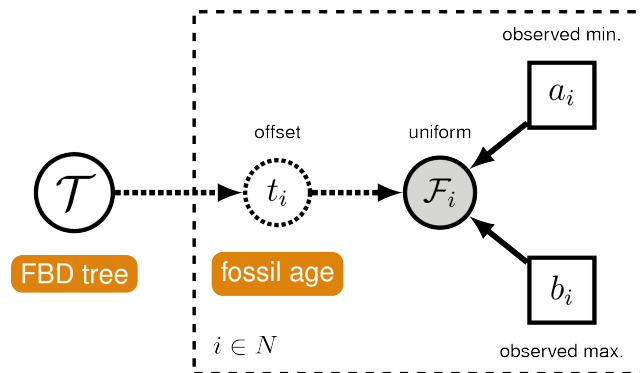 observed min.
a_i
offset
uniform
𝒯
t_i
ℱ_i
FBD tree
fossil age
b_i
i ∈ N
observed max.